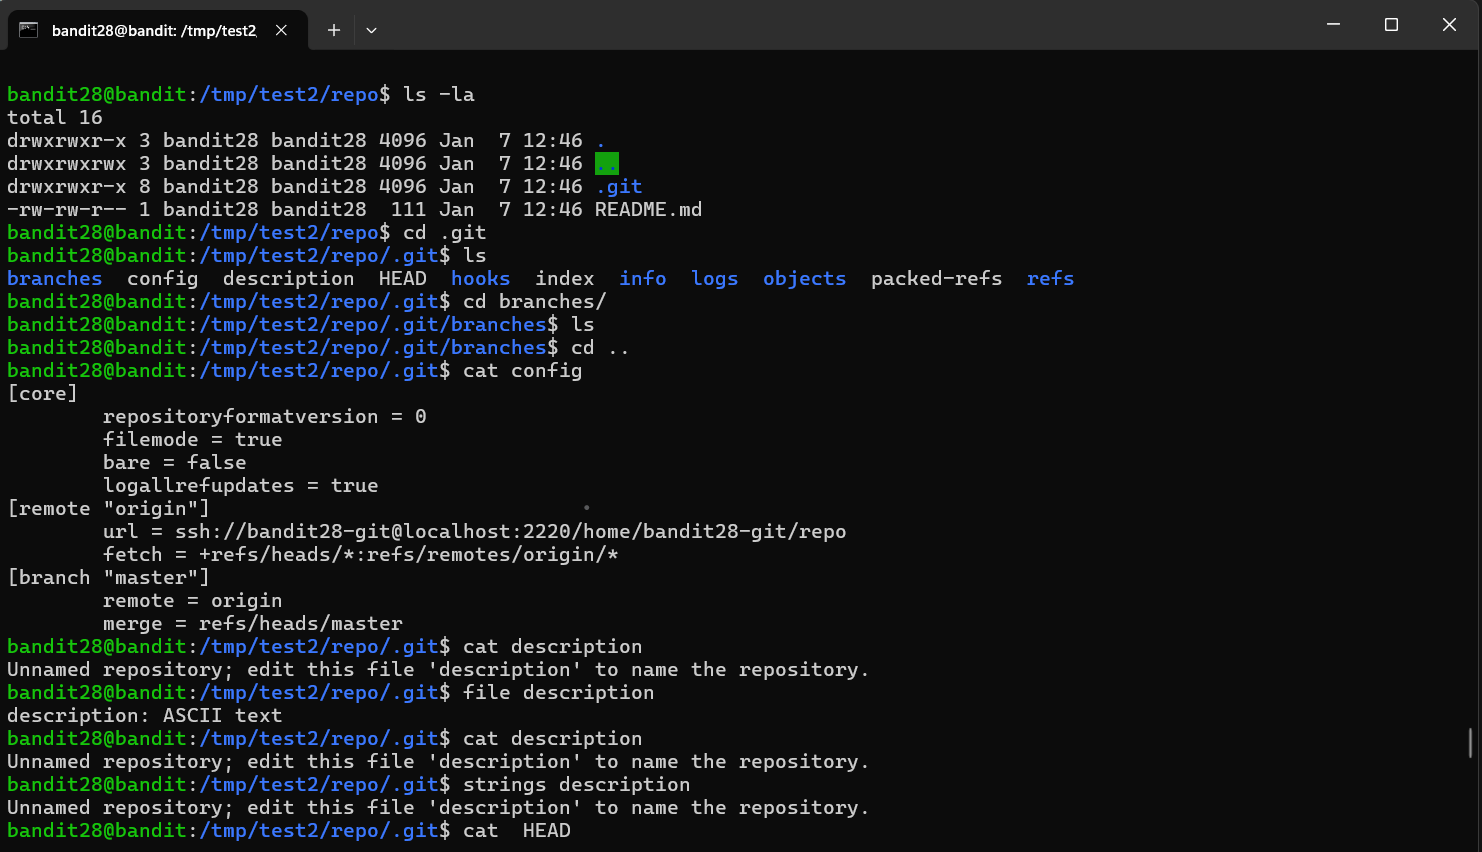 bandit28@bandit: /tmp/test2
bandit28@bandit:/tmp/test2/repo$ ls -la
total 16
drwxrwxr-x 3 bandit28 bandit28 4096 Jan  7 12:46 .
drwxrwxrwx 3 bandit28 bandit28 4096 Jan  7 12:46 ..
drwxrwxr-x 8 bandit28 bandit28 4096 Jan  7 12:46 .git
-rw-rw-r-- 1 bandit28 bandit28  111 Jan  7 12:46 README.md
bandit28@bandit:/tmp/test2/repo$ cd .git
bandit28@bandit:/tmp/test2/repo/.git$ ls
branches  config  description  HEAD  hooks  index  info  logs  objects  packed-refs  refs
bandit28@bandit:/tmp/test2/repo/.git$ cd branches/
bandit28@bandit:/tmp/test2/repo/.git/branches$ ls
bandit28@bandit:/tmp/test2/repo/.git/branches$ cd ..
bandit28@bandit:/tmp/test2/repo/.git$ cat config
[core]
        repositoryformatversion = 0
        filemode = true
        bare = false
        logallrefupdates = true
[remote "origin"]
        url = ssh://bandit28-git@localhost:2220/home/bandit28-git/repo
        fetch = +refs/heads/*:refs/remotes/origin/*
[branch "master"]
        remote = origin
        merge = refs/heads/master
bandit28@bandit:/tmp/test2/repo/.git$ cat description
Unnamed repository; edit this file 'description' to name the repository.
bandit28@bandit:/tmp/test2/repo/.git$ file description
description: ASCII text
bandit28@bandit:/tmp/test2/repo/.git$ cat description
Unnamed repository; edit this file 'description' to name the repository.
bandit28@bandit:/tmp/test2/repo/.git$ strings description
Unnamed repository; edit this file 'description' to name the repository.
bandit28@bandit:/tmp/test2/repo/.git$ cat  HEAD